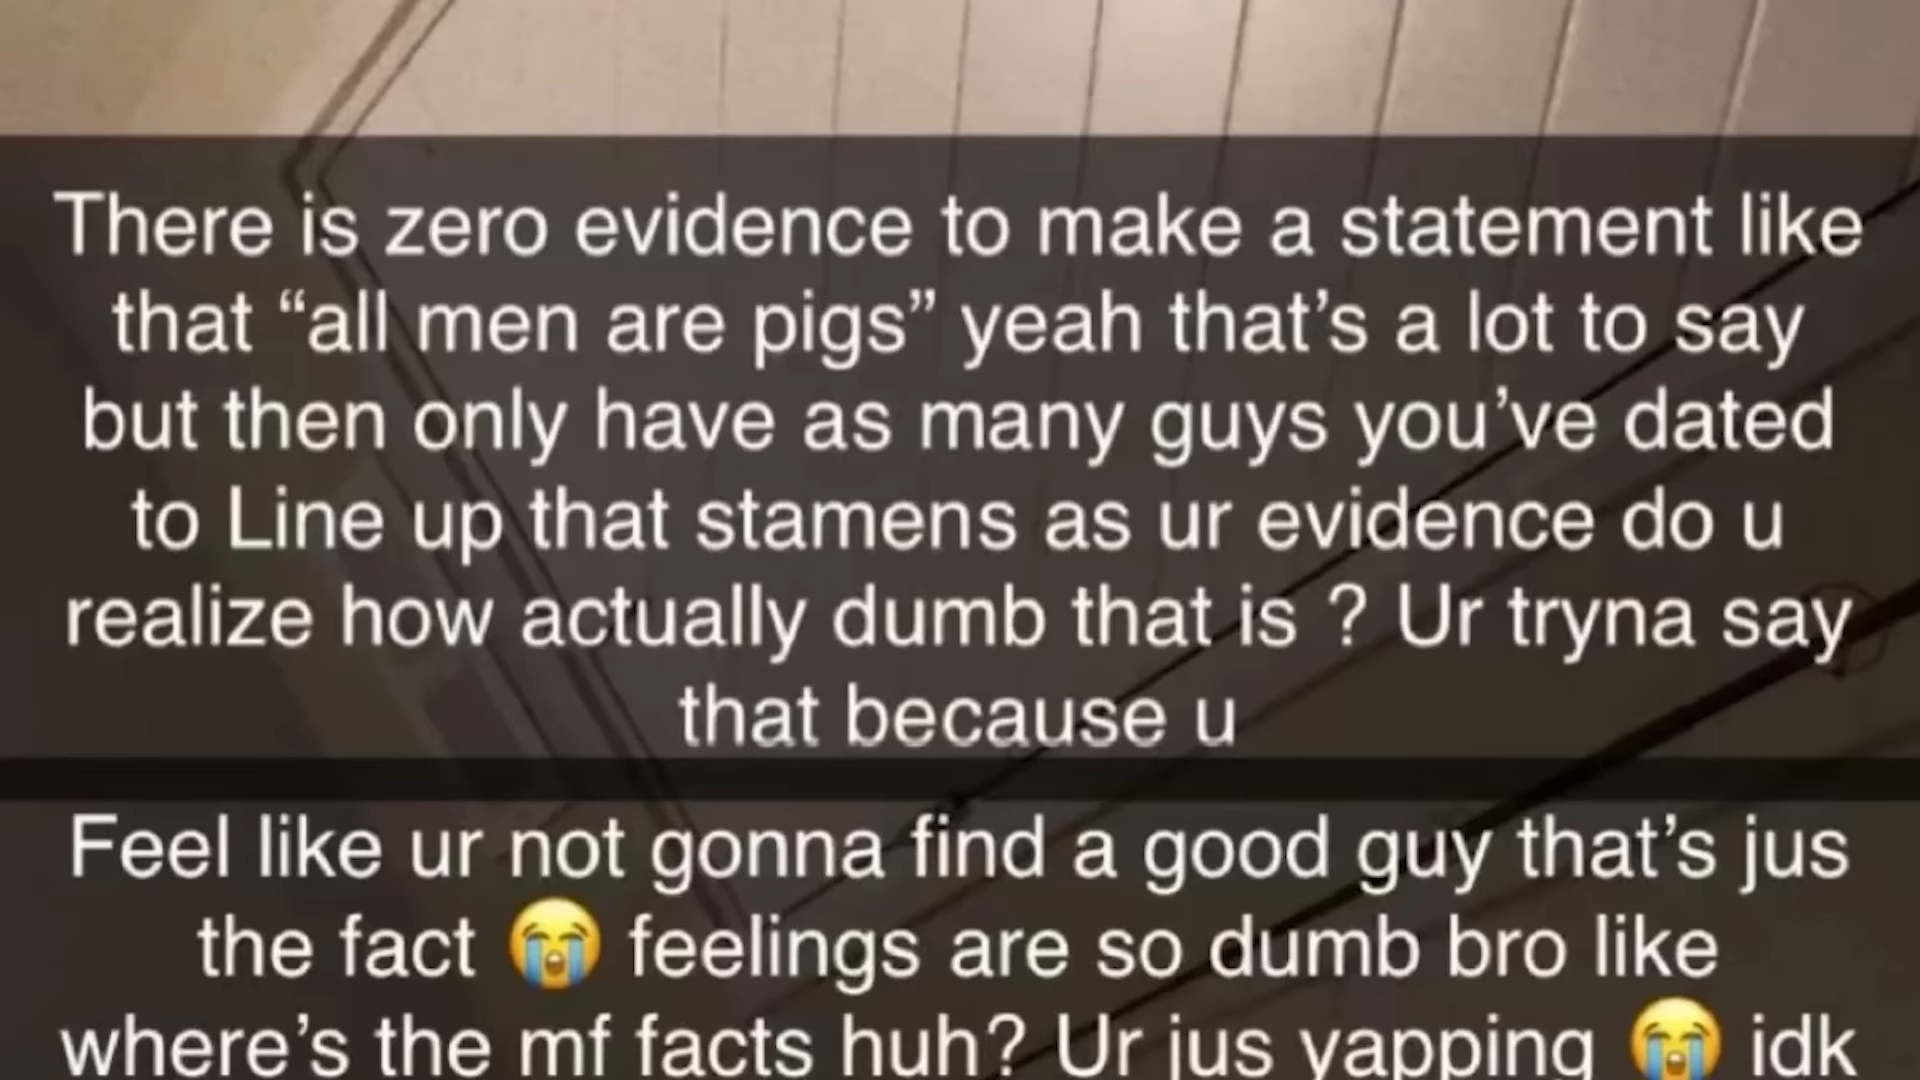 There is zero evidence to make a statement like
that “all men are pigs” yeah that’s a lot to say
but then only have as many guys you’ve dated
to Line up that stamens as ur evidence do u
realize how actually dumb that is ? Ur tryna say
that because u
Feel like ur not gonna find a good guy that’s jus
the fact 😭 feelings are so dumb bro like
where’s the mf facts huh? Ur jus yapping 😭 idk